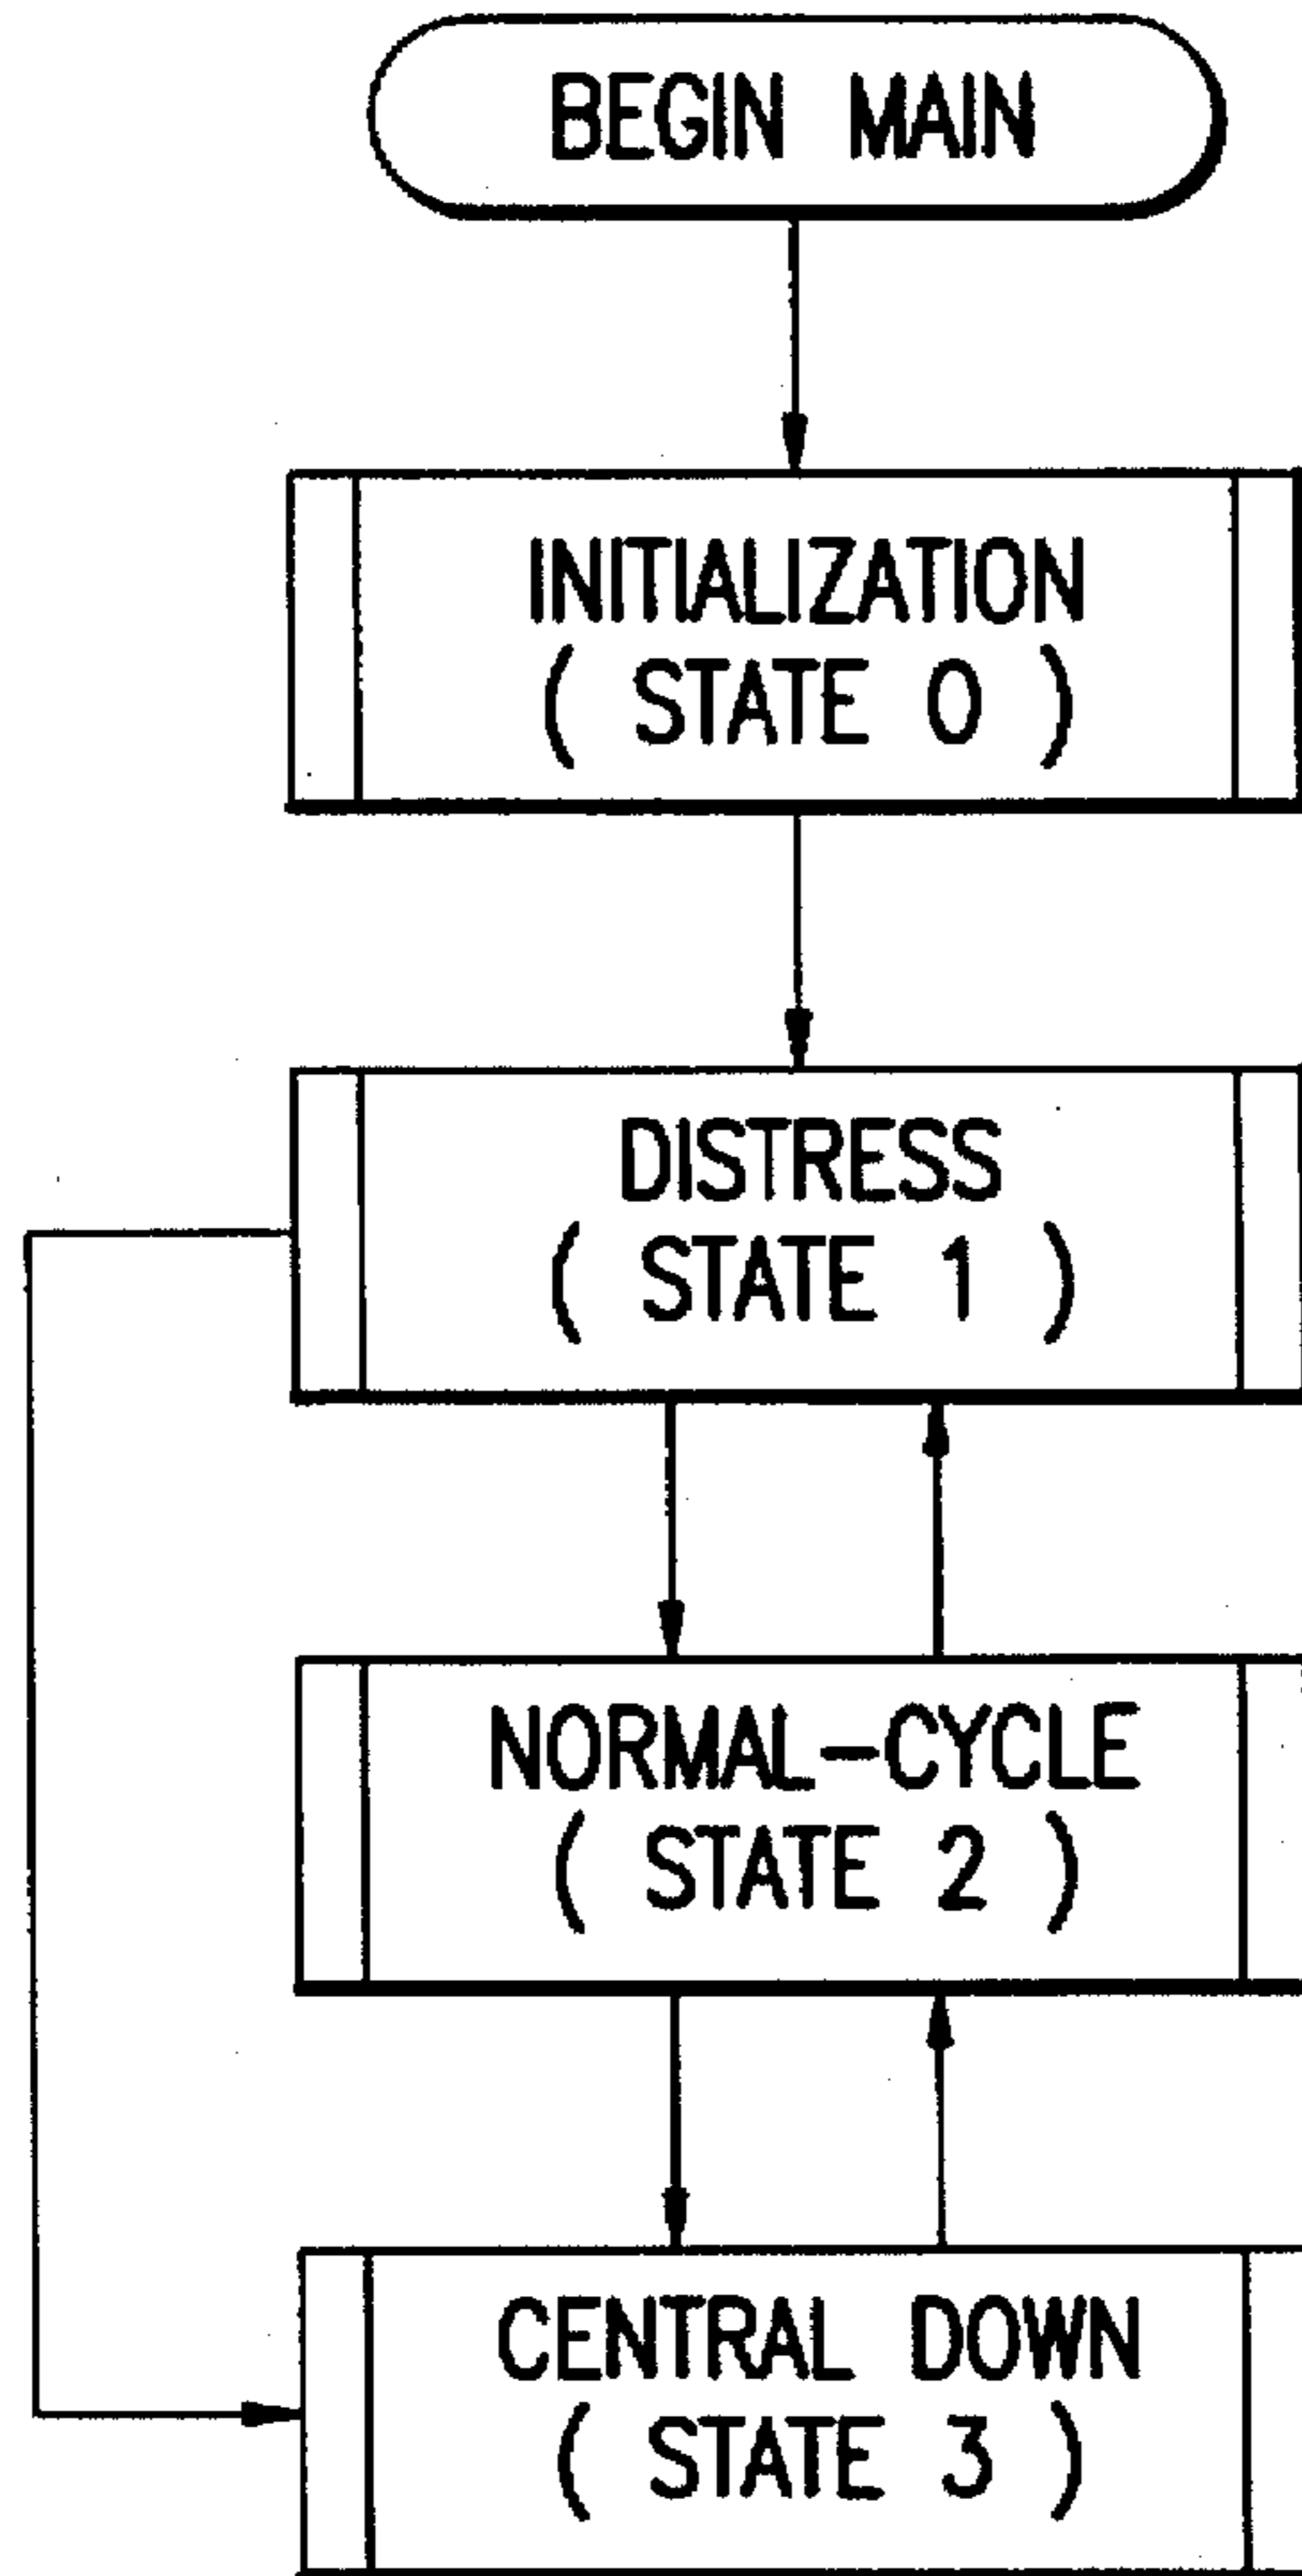 BEGIN MAIN
INITIALIZATION
( STATE 0 )
DISTRESS
( STATE 1 )
NORMAL-CYCLE
( STATE 2 )
CENTRAL DOWN
( STATE 3 )